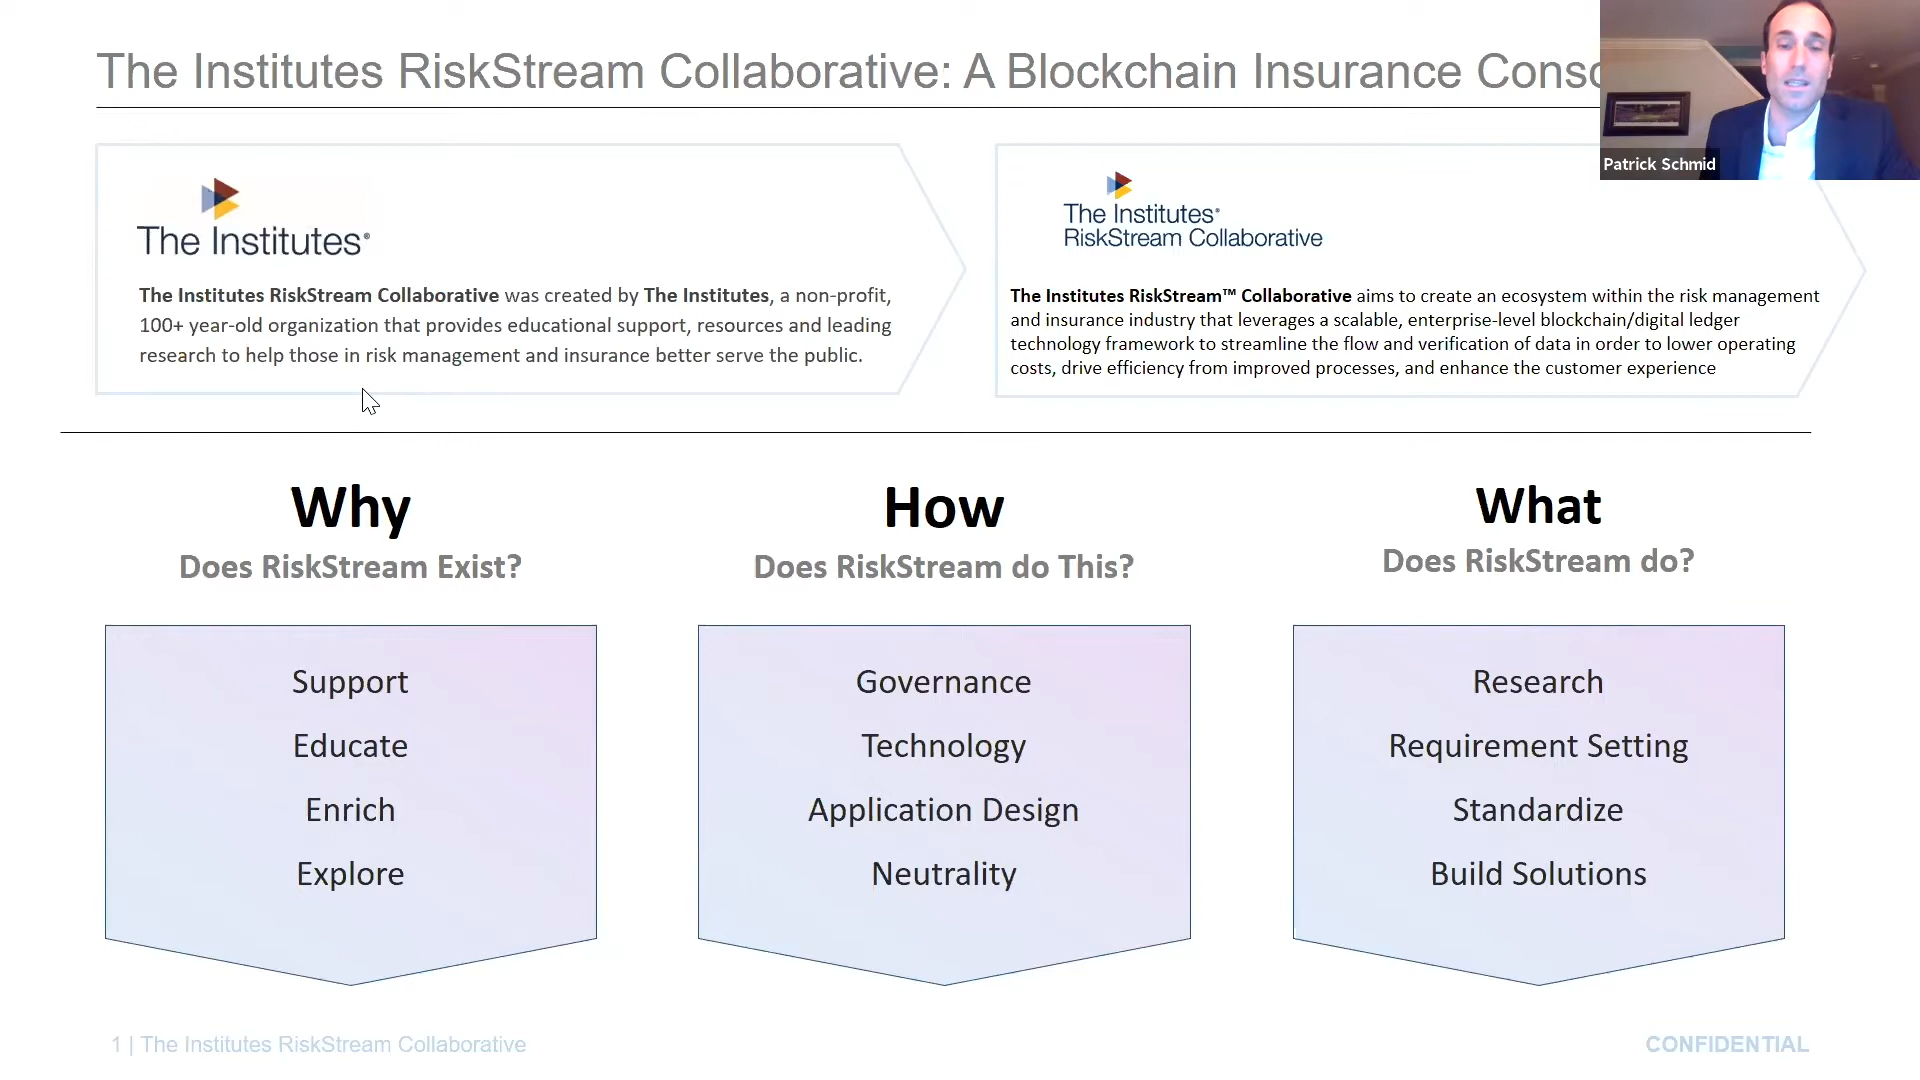 The Institutes RiskStream Collaborative: A Blockchain Insurance
Patrick Schmid
The Institutes®
The Institutes RiskStream Collaborative was created by The Institutes, a non-profit,
100+ year-old organization that provides educational support, resources and leading
research to help those in risk management and insurance better serve the public.
The Institutes®
RiskStream Collaborative
The Institutes RiskStream™ Collaborative aims to create an ecosystem within the risk management
and insurance industry that leverages a scalable, enterprise-level blockchain/digital ledger
technology framework to streamline the flow and verification of data in order to lower operating
costs, drive efficiency from improved processes, and enhance the customer experience
Why
Does RiskStream Exist?
Support
Educate
Enrich
Explore
How
Does RiskStream do This?
Governance
Technology
Application Design
Neutrality
What
Does RiskStream do?
Research
Requirement Setting
Standardize
Build Solutions
1 | The Institutes RiskStream Collaborative
CONFIDENTIAL